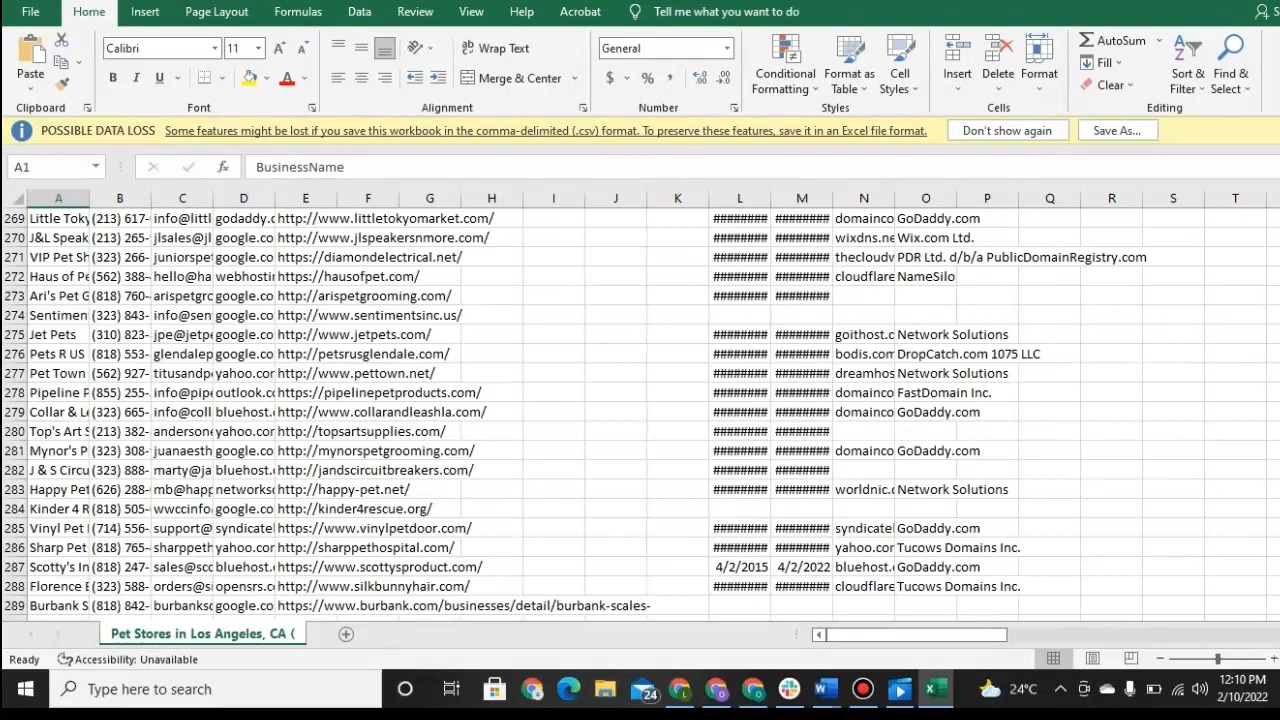 File Home Insert Page Layout Formulas Data Review View Help Acrobat Tell me what you want to do S
Paste Calibri 11 B I U A Wrap Text Merge & Center General $ % Conditional Formatting Format as Table Cell Styles Insert Delete Format AutoSum Fill Clear Sort & Filter Find & Select
Clipboard Font Alignment Number Styles Cells Editing
POSSIBLE DATA LOSS Some features might be lost if you save this workbook in the comma-delimited (.csv) format. To preserve these features, save it in an Excel file format. Don't show again Save As...
A1 fx BusinessName
A B C D E F G H I J K L M N O P Q R S T
269 Little Toky (213) 617- info@littl godaddy.c http://www.littletokyomarket.com/ ######## ######## domainco GoDaddy.com
270 J&L Speak (213) 265- jlsales@jl google.co http://www.jlspeakersnmore.com/ ######## ######## wixdns.ne Wix.com Ltd.
271 VIP Pet Sh (323) 266- juniorspe google.co https://diamondelectrical.net/ ######## ######## thecloudw PDR Ltd. d/b/a PublicDomainRegistry.com
272 Haus of Pe (562) 388- hello@ha webhostin https://hausofpet.com/ ######## ######## cloudflare NameSilo
273 Ari's Pet G (818) 760- arispetgro google.co http://arispetgrooming.com/ ######## ########
274 Sentimen (323) 843- info@sen google.co http://www.sentimentsinc.us/
275 Jet Pets (310) 823- jpe@jetpe google.co http://www.jetpets.com/ ######## ######## goithost.c Network Solutions
276 Pets R US (818) 553- glendalep google.co http://petsrusglendale.com/ ######## ######## bodis.com DropCatch.com 1075 LLC
277 Pet Town (562) 927- titusandp yahoo.cor http://www.pettown.net/ ######## ######## dreamhos Network Solutions
278 Pipeline P (855) 255- info@pipe outlook.co https://pipelinepetproducts.com/ ######## ######## domainco FastDomain Inc.
279 Collar & Le (323) 665- info@coll bluehost. http://www.collarandleashla.com/ ######## ######## domainco GoDaddy.com
280 Top's Art S (213) 382- andersone yahoo.cor http://topsartsupplies.com/ ######## ########
281 Mynor's P (323) 308- juanaesth google.co http://mynorspetgrooming.com/ ######## ######## domainco GoDaddy.com
282 J & S Circu (323) 888- marty@ja bluehost. http://jandscircuitbreakers.com/ ######## ########
283 Happy Pet (626) 288- mb@happ networkso http://happy-pet.net/ ######## ######## worldnic.c Network Solutions
284 Kinder 4 R (818) 505- wwccinfo google.co http://kinder4rescue.org/
285 Vinyl Pet (714) 556- support@ syndicatel https://www.vinylpetdoor.com/ ######## ######## syndicatel GoDaddy.com
286 Sharp Pet (818) 765- sharppeth yahoo.cor http://sharppethospital.com/ ######## ######## yahoo.cor Tucows Domains Inc.
287 Scotty's In (818) 247- sales@sco bluehost. https://www.scottysproduct.com/ 4/2/2015 4/2/2022 bluehost. GoDaddy.com
288 Florence E (323) 588- orders@si opensrs.c http://www.silkbunnyhair.com/ ######## ######## cloudflare Tucows Domains Inc.
289 Burbank S (818) 842- burbanksc google.co https://www.burbank.com/businesses/detail/burbank-scales-
Pet Stores in Los Angeles, CA (
Ready Accessibility: Unavailable
Type here to search 24 24°C 12:10 PM
2/10/2022